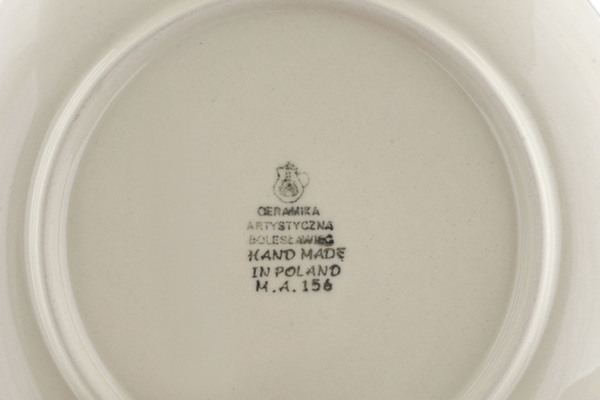 CERAMIKA
ARTYSTYCZNA
BOLESŁAWIEC
HAND MADE
IN POLAND
M.A. 156